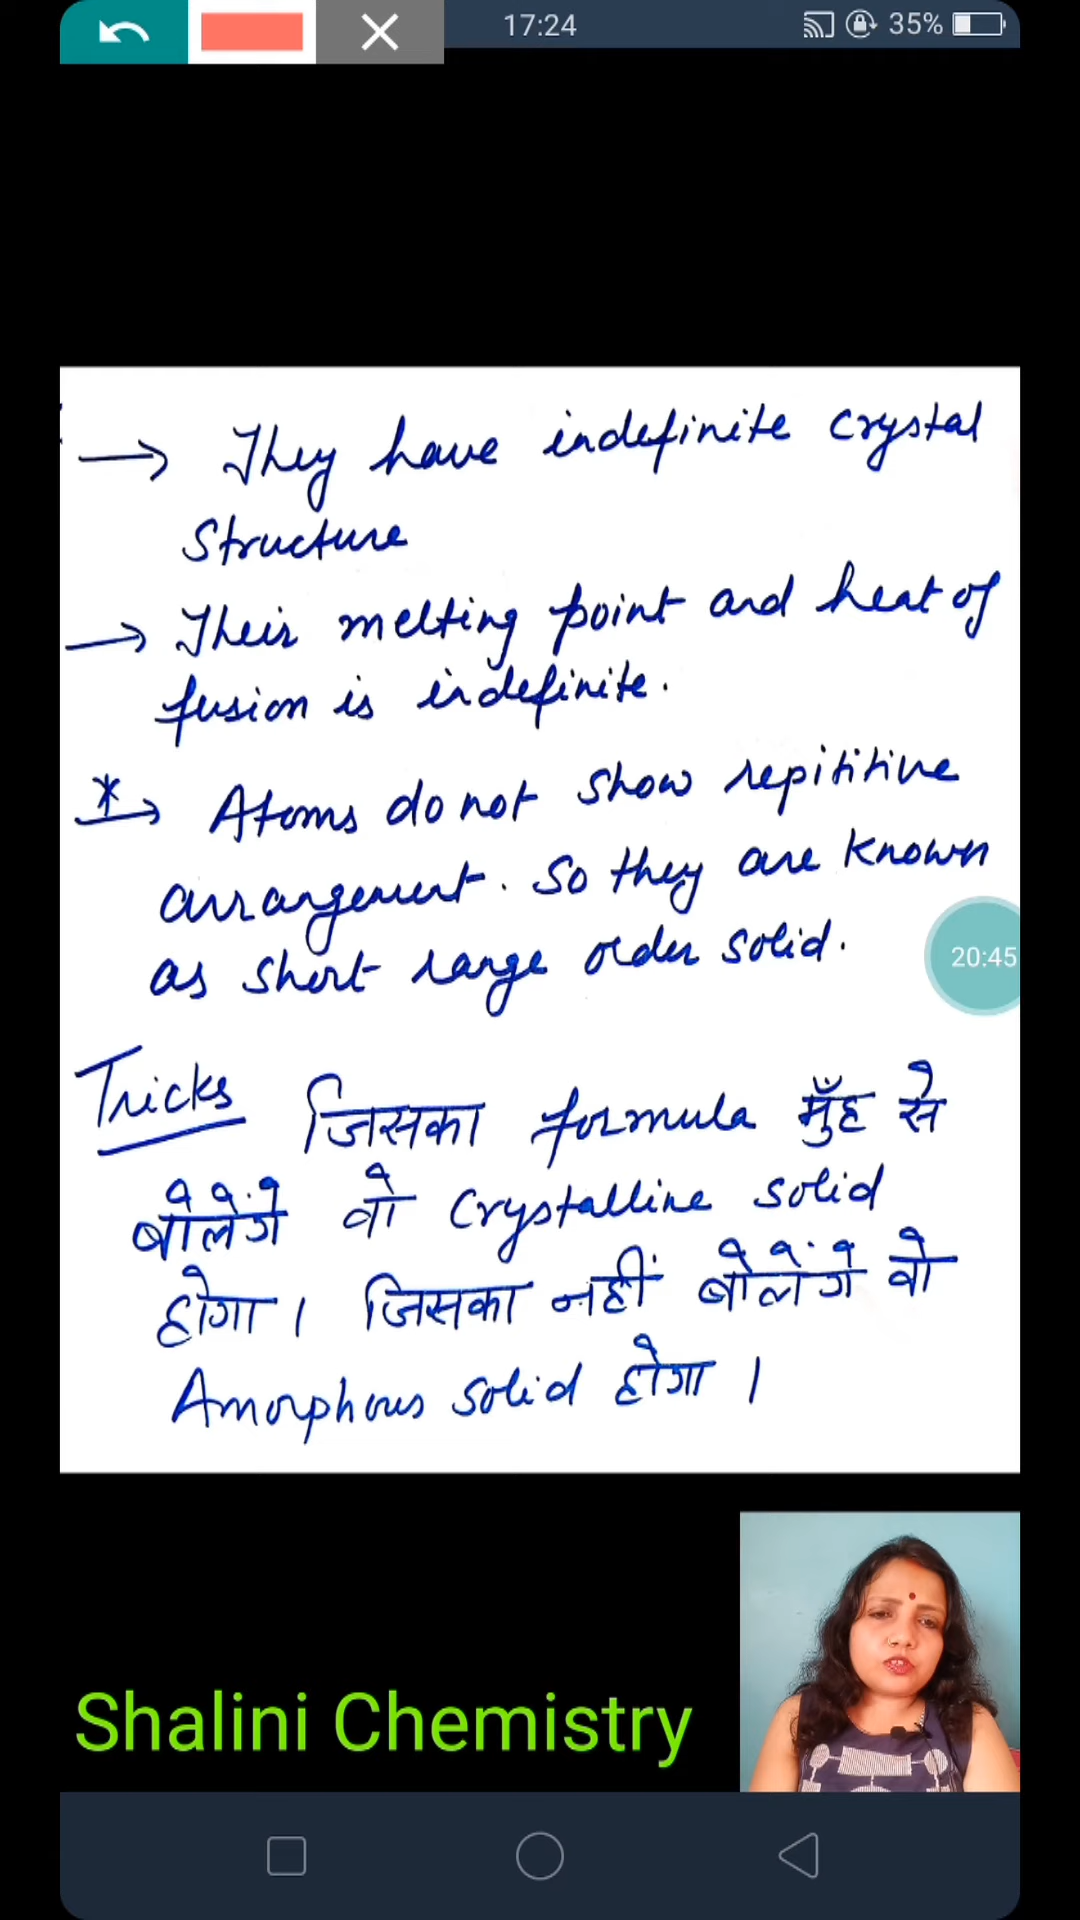 17:24
35%
→ They have indefinite crystal
structure
→ Their melting point and heat of
fusion is indefinite.
*→ Atoms do not show repititive
arrangement. So they are known
as short range order solid.
20:45
Tricks जिसका formula मुँह से
बोलेंगे वो Crystalline solid
होगा। जिसका नहीं बोलेंगे वो
Amorphous solid होगा।
Shalini Chemistry